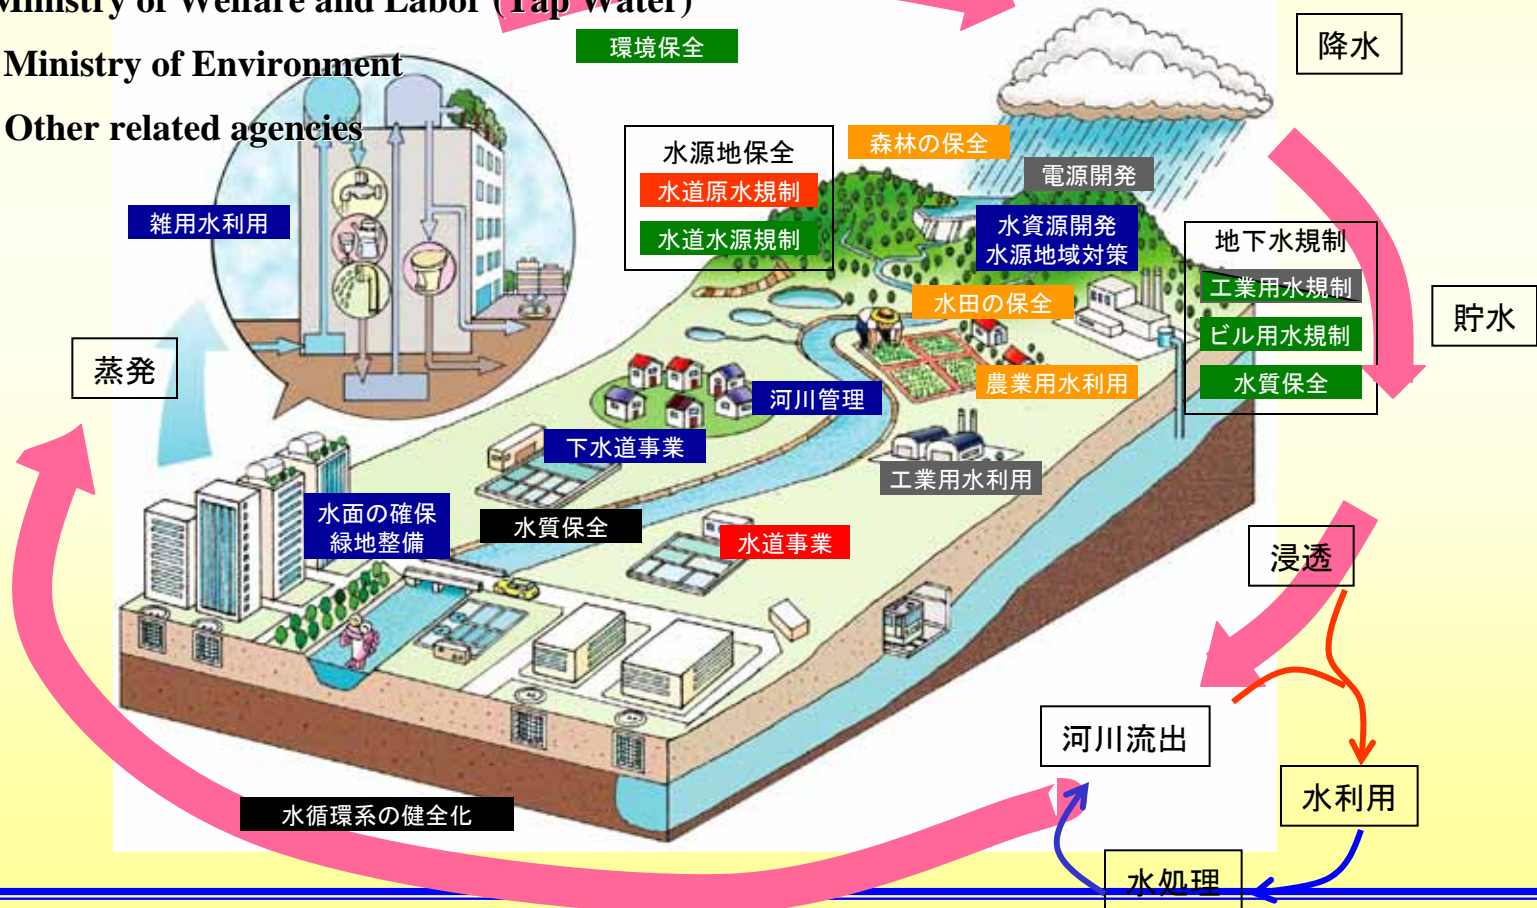 Ministry of Welfare and Labor (Tap Water)
Ministry of Environment
Other related agencies
環境保全
降水
水源地保全
水道原水規制
水道水源規制
森林の保全
電源開発
雑用水利用
水資源開発
水源地域対策
地下水規制
工業用水規制
ビル用水規制
水質保全
水田の保全
貯水
蒸発
農業用水利用
河川管理
下水道事業
工業用水利用
水面の確保
緑地整備
水質保全
水道事業
浸透
河川流出
水利用
水循環系の健全化
水処理